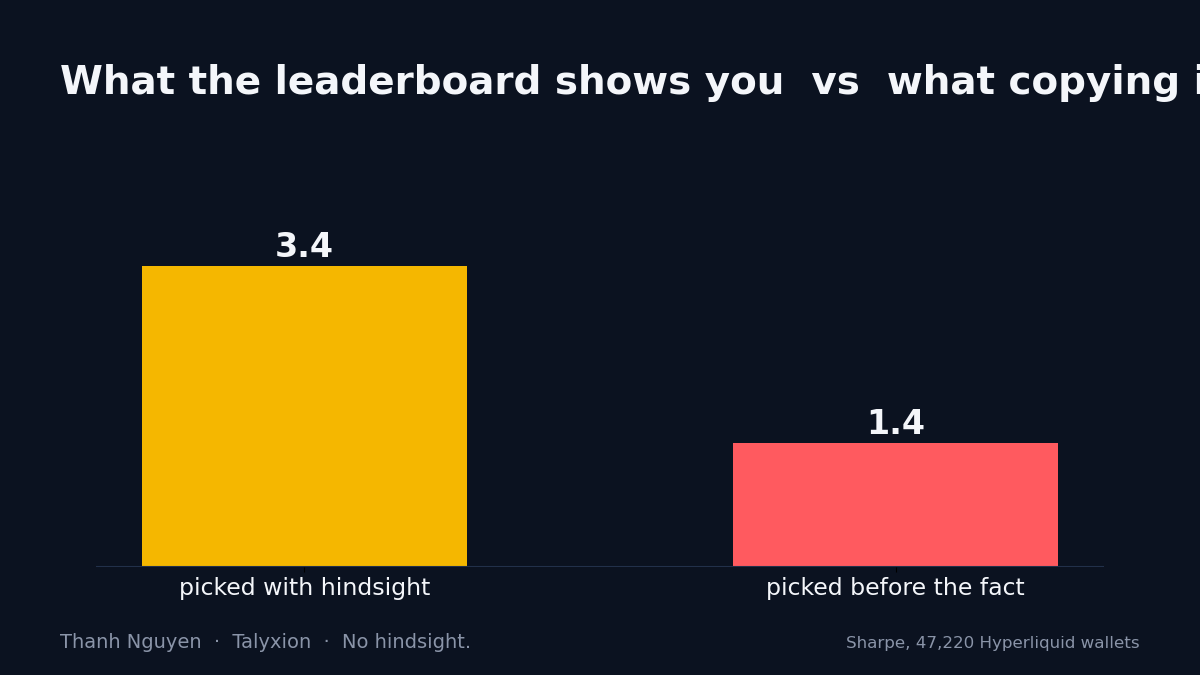 What the leaderboard shows you vs what copying
3.4
1.4
picked with hindsight
picked before the fact
Thanh Nguyen · Talyxion · No hindsight.
Sharpe, 47,220 Hyperliquid wallets